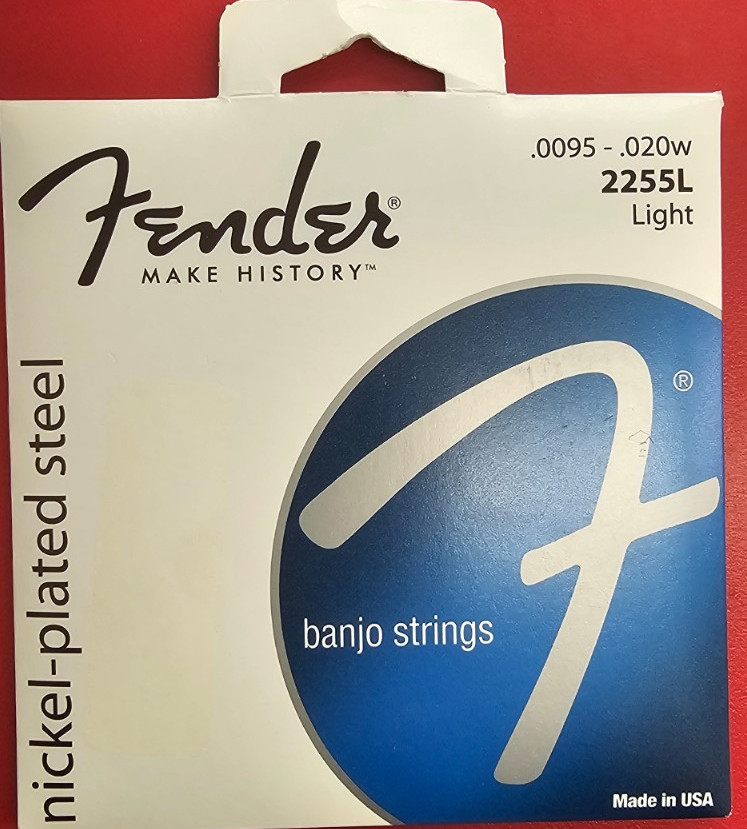 Fender®
MAKE HISTORY™
.0095 - .020w
2255L
Light
nickel-plated steel
F®
banjo strings
Made in USA